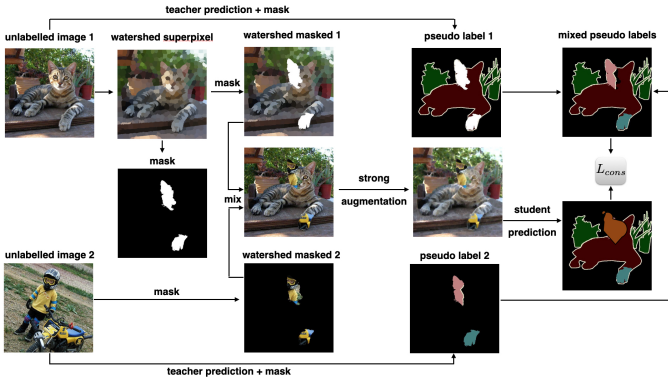 teacher prediction + mask
unlabelled image 1
watershed superpixel
watershed masked 1
pseudo label 1
mixed pseudo labels
mask
mask
mix
strong
augmentation
L_cons
student
prediction
unlabelled image 2
watershed masked 2
pseudo label 2
mask
teacher prediction + mask